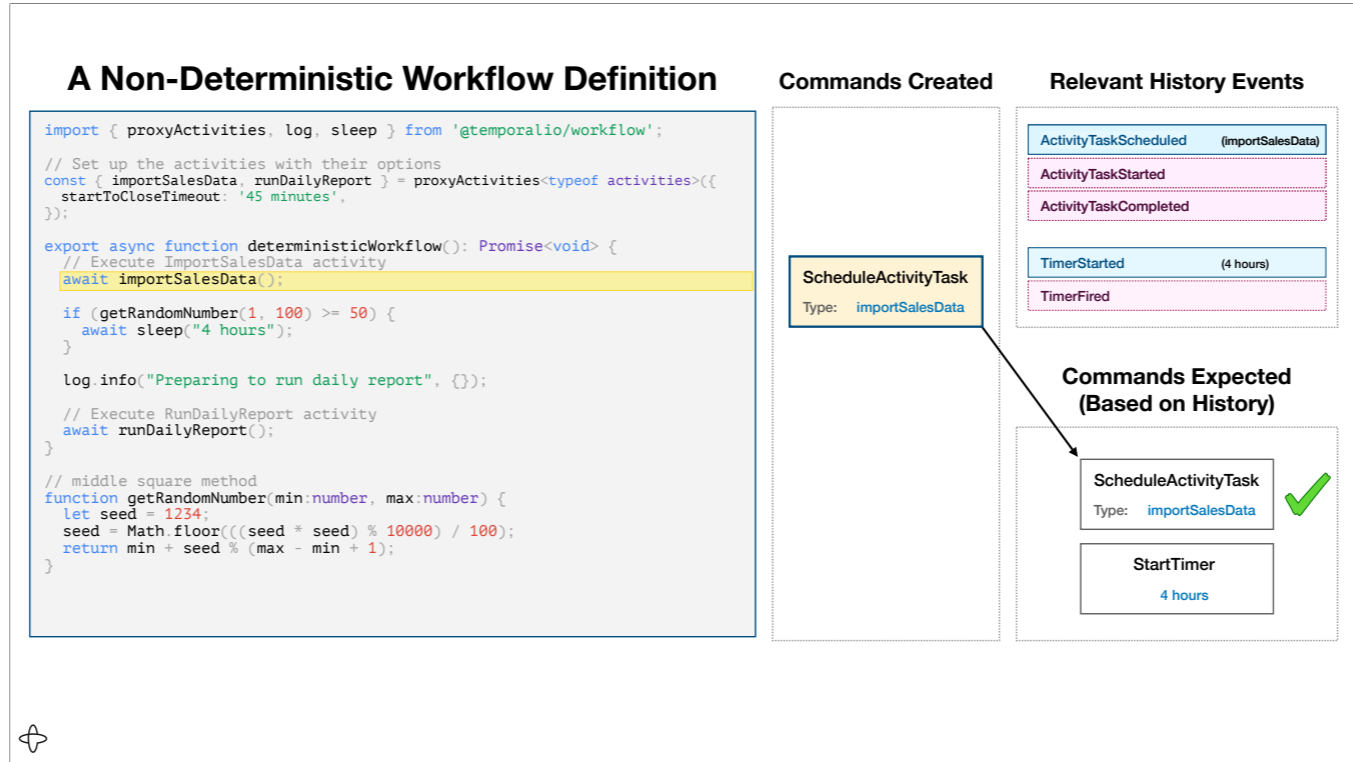 A Non-Deterministic Workflow Definition
import { proxyActivities, log, sleep } from '@temporalio/workflow';
// Set up the activities with their options
const { importSalesData, runDailyReport } = proxyActivities<typeof activities>({
startToCloseTimeout: '45 minutes',
});
export async function deterministicWorkflow(): Promise<void> {
// Execute ImportSalesData activity
await importSalesData();
if (getRandomNumber(1, 100) >= 50) {
await sleep("4 hours");
}
log.info("Preparing to run daily report", {});
// Execute RunDailyReport activity
await runDailyReport();
}
// middle square method
function getRandomNumber(min:number, max:number) {
let seed = 1234;
seed = Math.floor(((seed * seed) % 10000) / 100);
return min + seed % (max - min + 1);
}
Commands Created
ScheduleActivityTask
Type: importSalesData
Relevant History Events
ActivityTaskScheduled (importSalesData)
ActivityTaskStarted
ActivityTaskCompleted
TimerStarted (4 hours)
TimerFired
Commands Expected
(Based on History)
ScheduleActivityTask
Type: importSalesData
StartTimer
4 hours